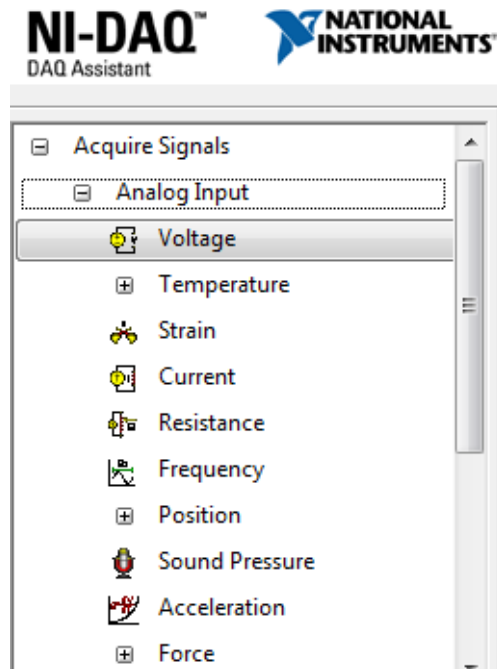 NI-DAQ™
DAQ Assistant
NATIONAL
INSTRUMENTS®
Acquire Signals
Analog Input
Voltage
Temperature
Strain
Current
Resistance
Frequency
Position
Sound Pressure
Acceleration
Force